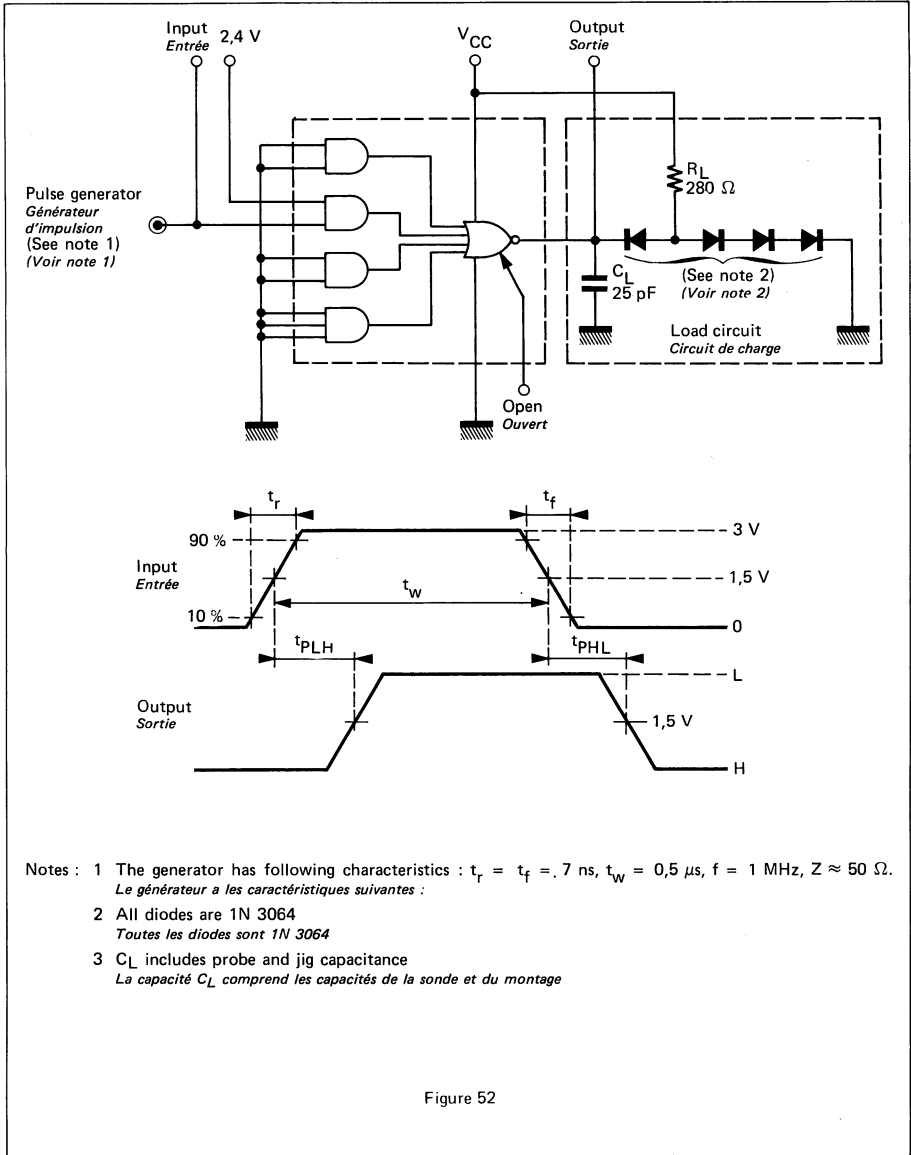 Input
Entrée
2,4 V
VCC
Output
Sortie
Pulse generator
Générateur
d'impulsion
(See note 1)
(Voir note 1)
RL
280 Ω
CL
25 pF
(See note 2)
(Voir note 2)
Load circuit
Circuit de charge
Open
Ouvert
tr
tf
90 %
3 V
Input
Entrée
1,5 V
tw
10 %
0
tPLH
tPHL
L
Output
Sortie
1,5 V
H
Notes : 1 The generator has following characteristics : tr = tf = . 7 ns, tw = 0,5 μs, f = 1 MHz, Z ≈ 50 Ω.
Le générateur a les caractéristiques suivantes :
2 All diodes are 1N 3064
Toutes les diodes sont 1N 3064
3 CL includes probe and jig capacitance
La capacité CL comprend les capacités de la sonde et du montage
Figure 52